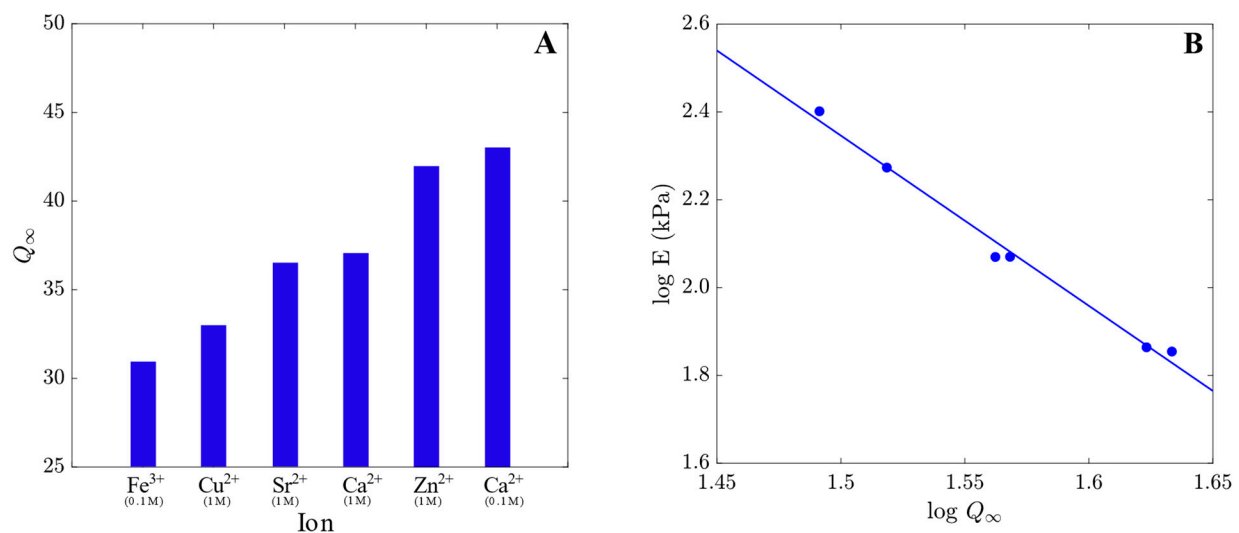 A
50
45
40
35
30
25
Q∞
Fe³⁺ Cu²⁺ Sr²⁺ Ca²⁺ Zn²⁺ Ca²⁺
(0.1M) (1M) (1M) (1M) (1M) (0.1M)
Ion
B
2.6
2.4
2.2
2.0
1.8
1.6
log E (kPa)
1.45 1.5 1.55 1.6 1.65
log Q∞